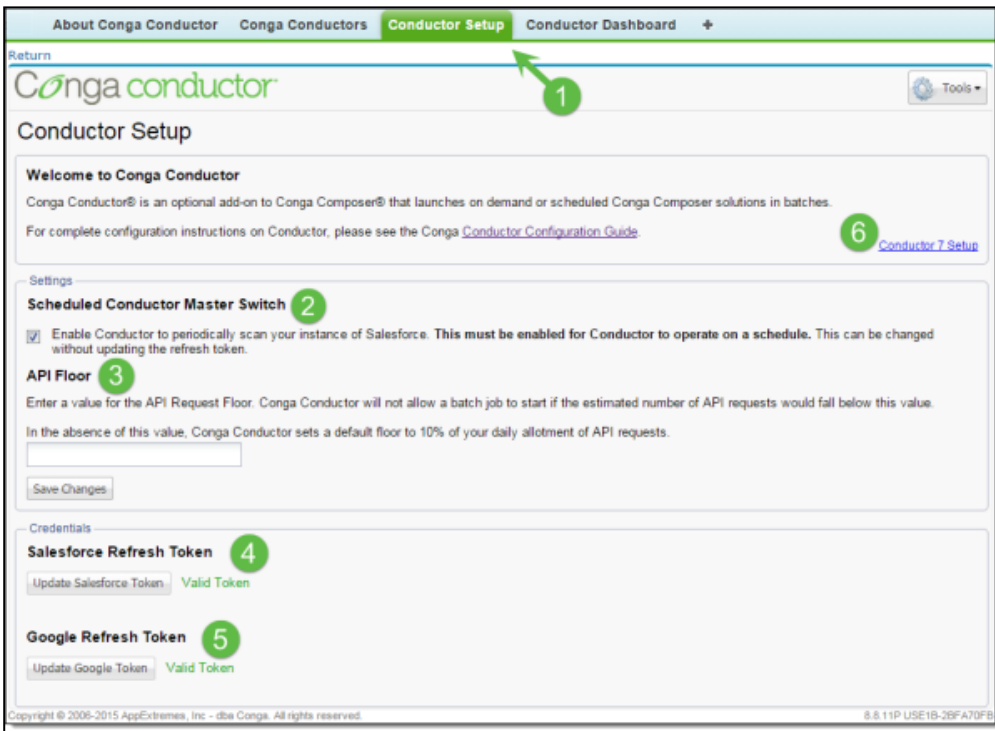 About Conga Conductor Conga Conductors Conductor Setup Conductor Dashboard +
Return
Conga conductor
1
Tools
Conductor Setup
Welcome to Conga Conductor
Conga Conductor® is an optional add-on to Conga Composer® that launches on demand or scheduled Conga Composer solutions in batches.
For complete configuration instructions on Conductor, please see the Conga Conductor Configuration Guide.
6
Conductor 7 Setup
Settings
Scheduled Conductor Master Switch 2
Enable Conductor to periodically scan your instance of Salesforce. This must be enabled for Conductor to operate on a schedule. This can be changed
without updating the refresh token.
API Floor 3
Enter a value for the API Request Floor. Conga Conductor will not allow a batch job to start if the estimated number of API requests would fall below this value.
In the absence of this value, Conga Conductor sets a default floor to 10% of your daily allotment of API requests.
Save Changes
Credentials
Salesforce Refresh Token 4
Update Salesforce Token Valid Token
Google Refresh Token 5
Update Google Token Valid Token
Copyright © 2006-2015 AppExtremes, Inc - dba Conga. All rights reserved. 8.8.11P USE1B-2BFA70FB